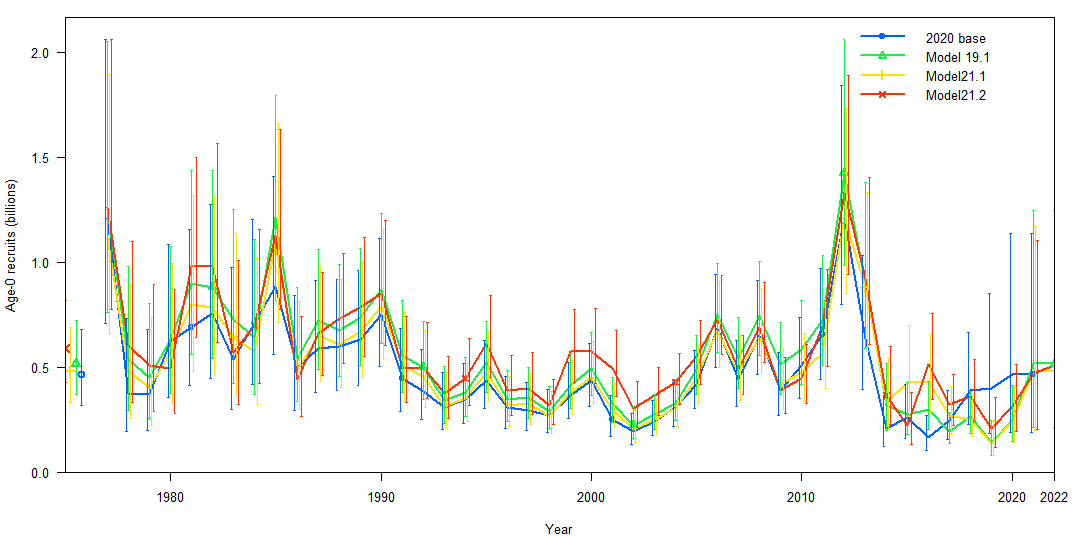 2020 base
Model 19.1
Model21.1
Model21.2
Age-0 recruits (billions)
2.0
1.5
1.0
0.5
0.0
1980 1990 2000 2010 2020 2022
Year